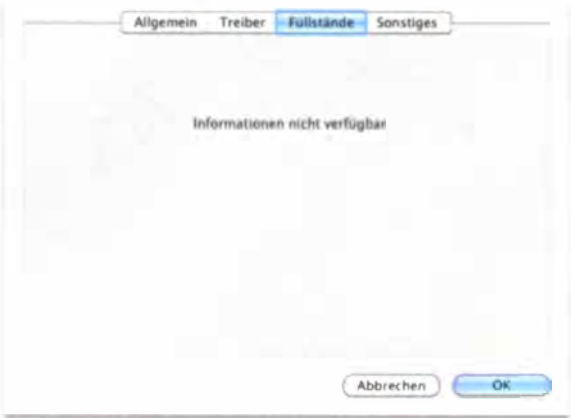 Allgemein Treiber Füllstände Sonstiges
Informationen nicht verfügbar
Abbrechen OK